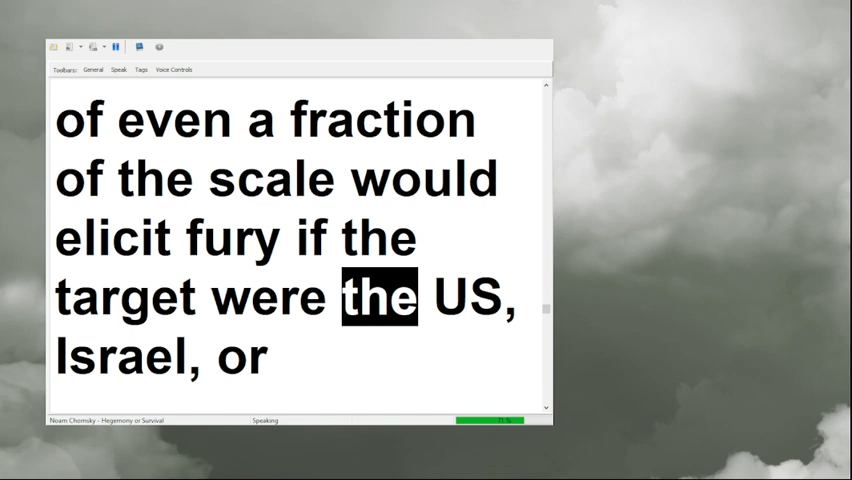 Toolbars: General Speak Tags Voice Controls
of even a fraction
of the scale would
elicit fury if the
target were the US,
Israel, or
Noam Chomsky - Hegemony or Survival Speaking 71 %